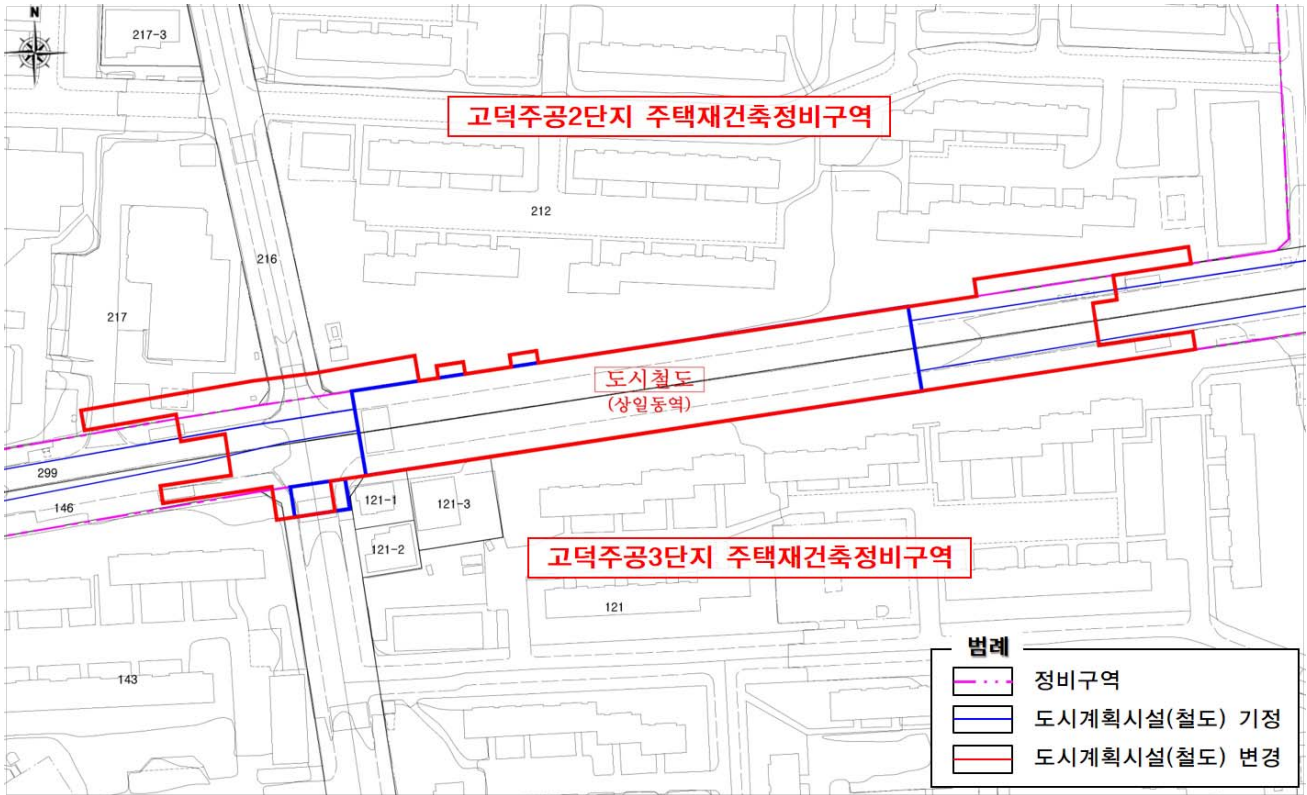 N
217-3
고덕주공2단지 주택재건축정비구역
212
216
217
도시철도
(상일동역)
299
146
121-1
121-3
121-2
고덕주공3단지 주택재건축정비구역
121
143
범례
정비구역
도시계획시설(철도) 기정
도시계획시설(철도) 변경